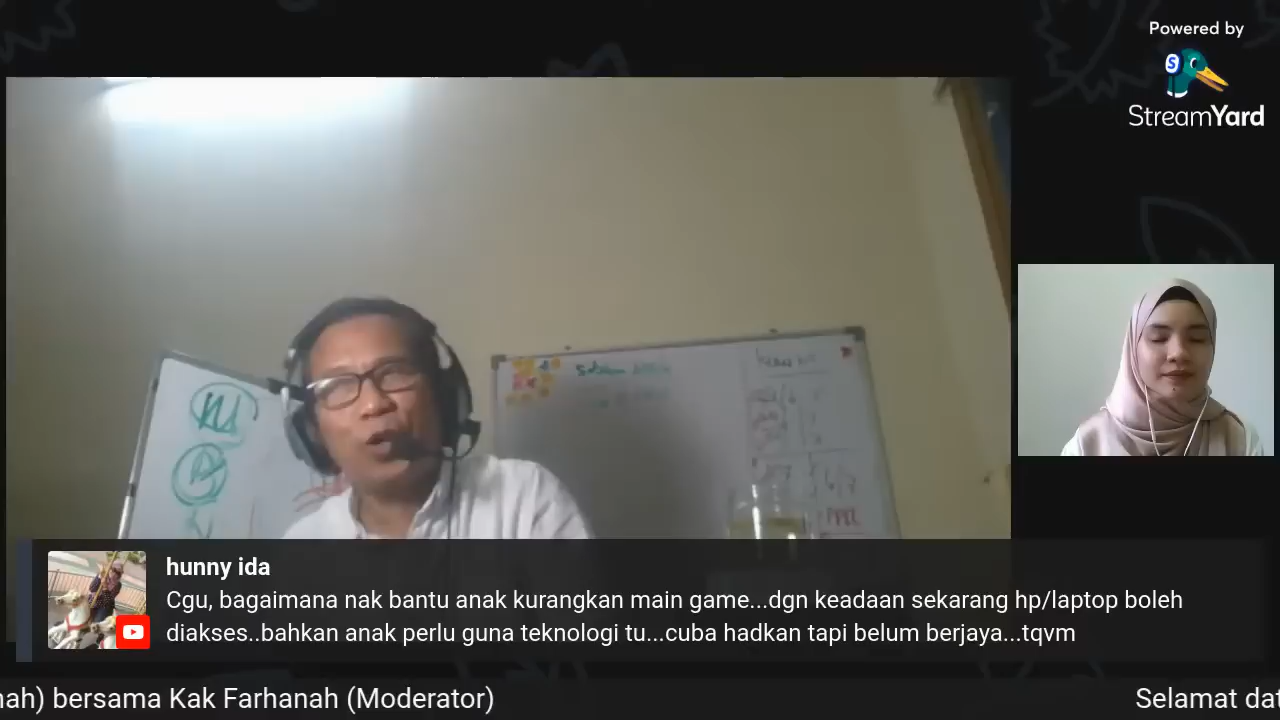 Powered by
StreamYard
hunny ida
Cgu, bagaimana nak bantu anak kurangkan main game...dgn keadaan sekarang hp/laptop boleh
diakses..bahkan anak perlu guna teknologi tu...cuba hadkan tapi belum berjaya...tqvm
nah) bersama Kak Farhanah (Moderator)
Selamat dat